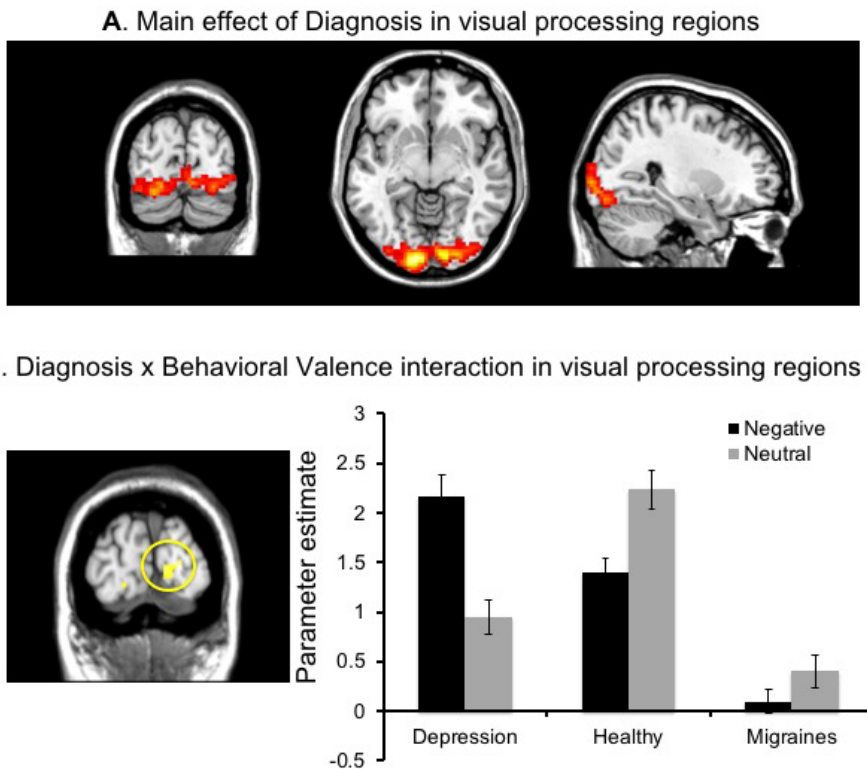 A. Main effect of Diagnosis in visual processing regions
. Diagnosis x Behavioral Valence interaction in visual processing regions
Parameter estimate
3
2.5
2
1.5
1
0.5
0
-0.5
Negative
Neutral
Depression
Healthy
Migraines